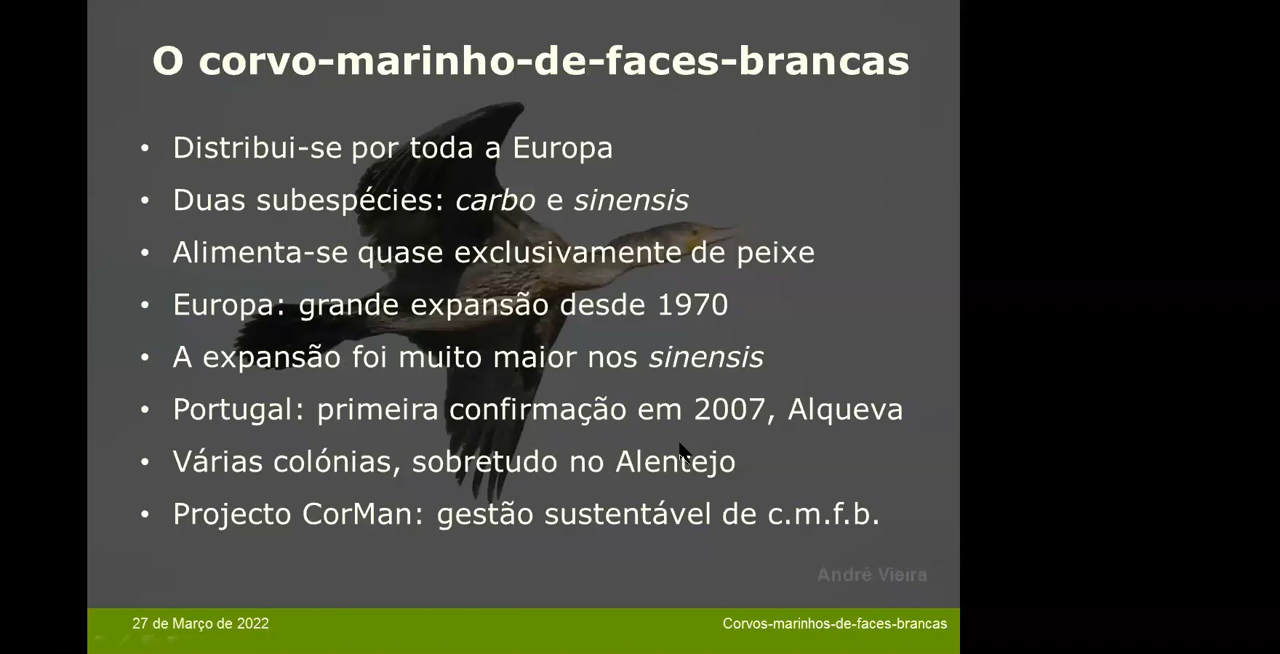 O corvo-marinho-de-faces-brancas
• Distribui-se por toda a Europa
• Duas subespécies: carbo e sinensis
• Alimenta-se quase exclusivamente de peixe
• Europa: grande expansão desde 1970
• A expansão foi muito maior nos sinensis
• Portugal: primeira confirmação em 2007, Alqueva
• Várias colónias, sobretudo no Alentejo
• Projecto CorMan: gestão sustentável de c.m.f.b.
André Vieira
27 de Março de 2022
Corvos-marinhos-de-faces-brancas